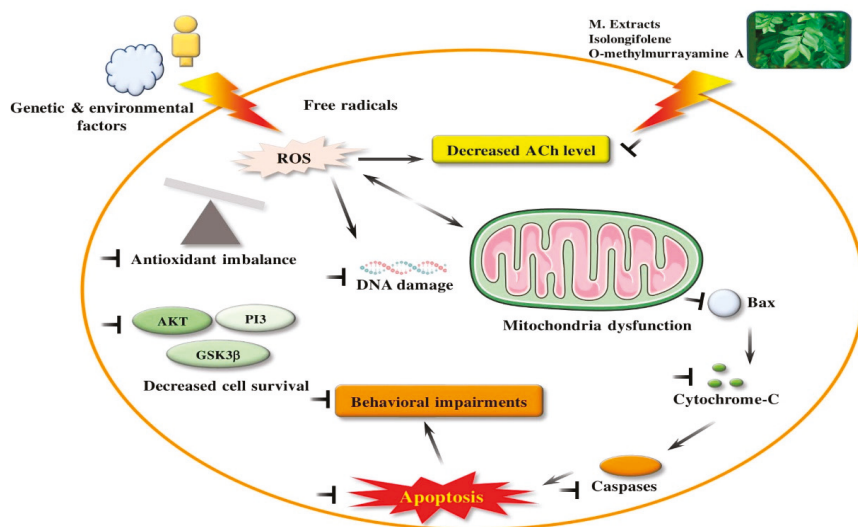 M. Extracts
Isolongifolene
O-methylmurrayamine A
Genetic & environmental
factors
Free radicals
ROS
Decreased ACh level
Antioxidant imbalance
DNA damage
Mitochondria dysfunction
Bax
AKT
PI3
GSK3β
Decreased cell survival
Behavioral impairments
Cytochrome-C
Caspases
Apoptosis